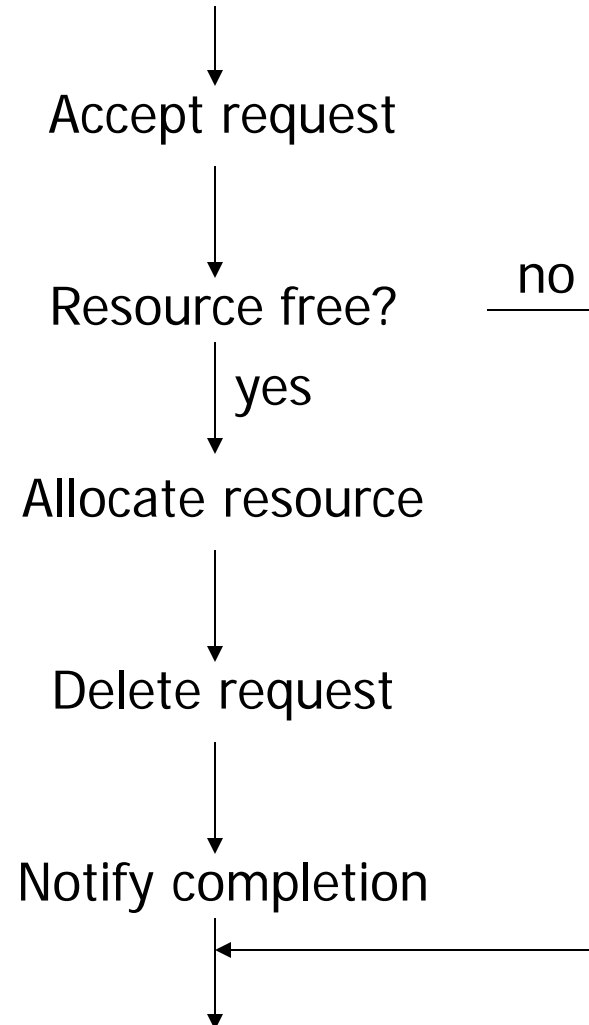 Accept request
Resource free?
no
yes
Allocate resource
Delete request
Notify completion